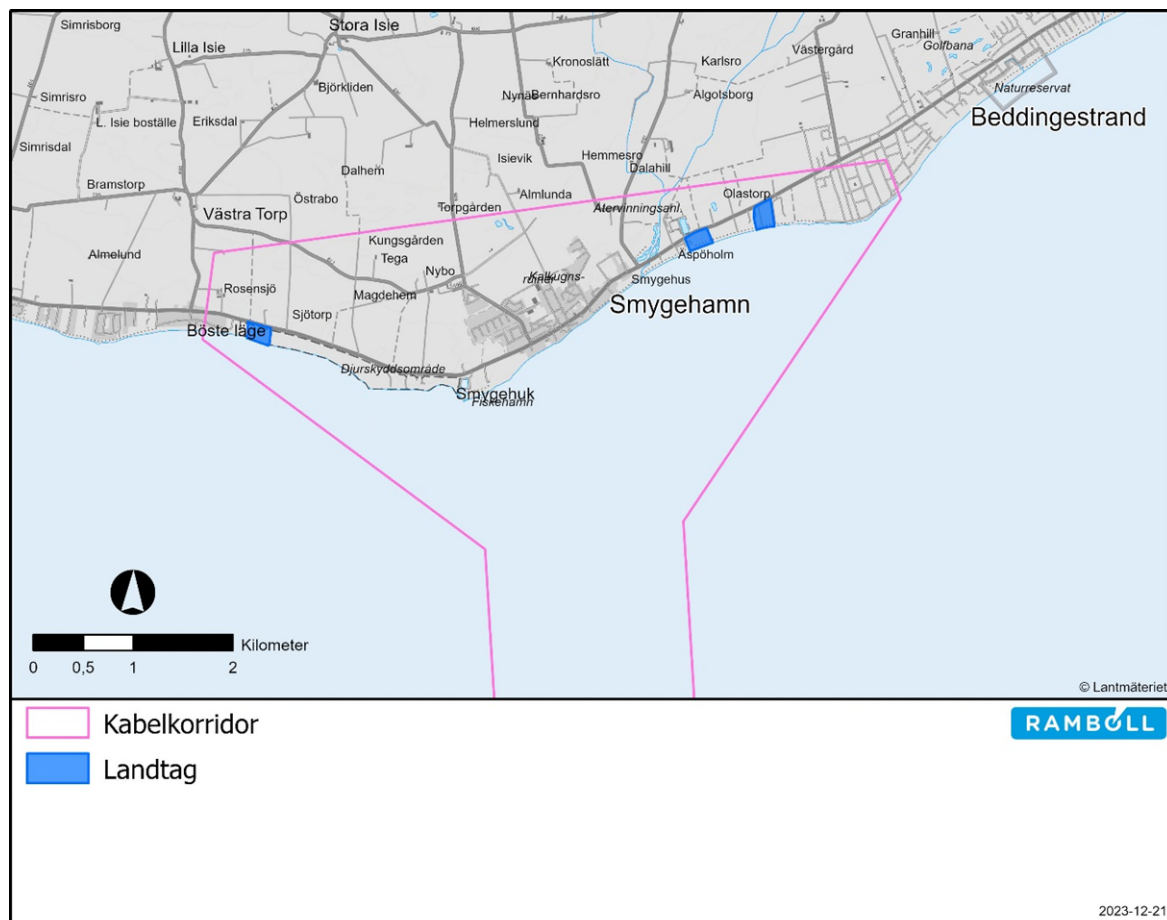 Simrisborg
Lilla Isie
Stora Isie
Kronoslätt
Karlsro
Västergård
Granhill
Golfbana
Simrisro
L. Isie boställe
Björkliden
Nynäs
Bernhardsro
Algotsborg
Naturreservat
Beddingestrand
Eriksdal
Helmerslund
Simrisdal
Dalhem
Isievik
Hemmesro
Dalahill
Bramstorp
Östrabo
Almlunda
Olastorp
Västra Torp
Torpgården
Återvinningsanl.
Kungsgården
Almelund
Tega
Nybo
Kalkugns-
ruiner
Äspöholm
Smygehus
Rosensjö
Magdehem
Smygehamn
Sjötorp
Böste läge
Djurskyddsområde
Smygehuk
Fiskehamn
Kilometer
0 0,5 1 2
© Lantmäteriet
Kabelkorridor
RAMBOLL
Landtag
2023-12-21